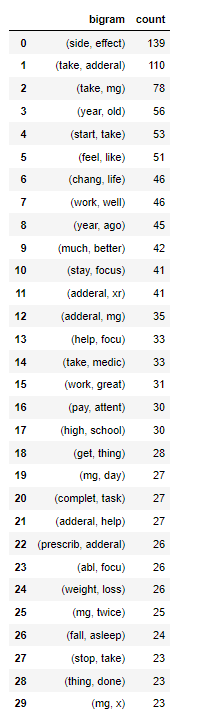 bigram count
0 (side, effect) 139
1 (take, adderal) 110
2 (take, mg) 78
3 (year, old) 56
4 (start, take) 53
5 (feel, like) 51
6 (chang, life) 46
7 (work, well) 46
8 (year, ago) 45
9 (much, better) 42
10 (stay, focus) 41
11 (adderal, xr) 41
12 (adderal, mg) 35
13 (help, focu) 33
14 (take, medic) 33
15 (work, great) 31
16 (pay, attent) 30
17 (high, school) 30
18 (get, thing) 28
19 (mg, day) 27
20 (complet, task) 27
21 (adderal, help) 27
22 (prescrib, adderal) 26
23 (abl, focu) 26
24 (weight, loss) 26
25 (mg, twice) 25
26 (fall, asleep) 24
27 (stop, take) 23
28 (thing, done) 23
29 (mg, x) 23